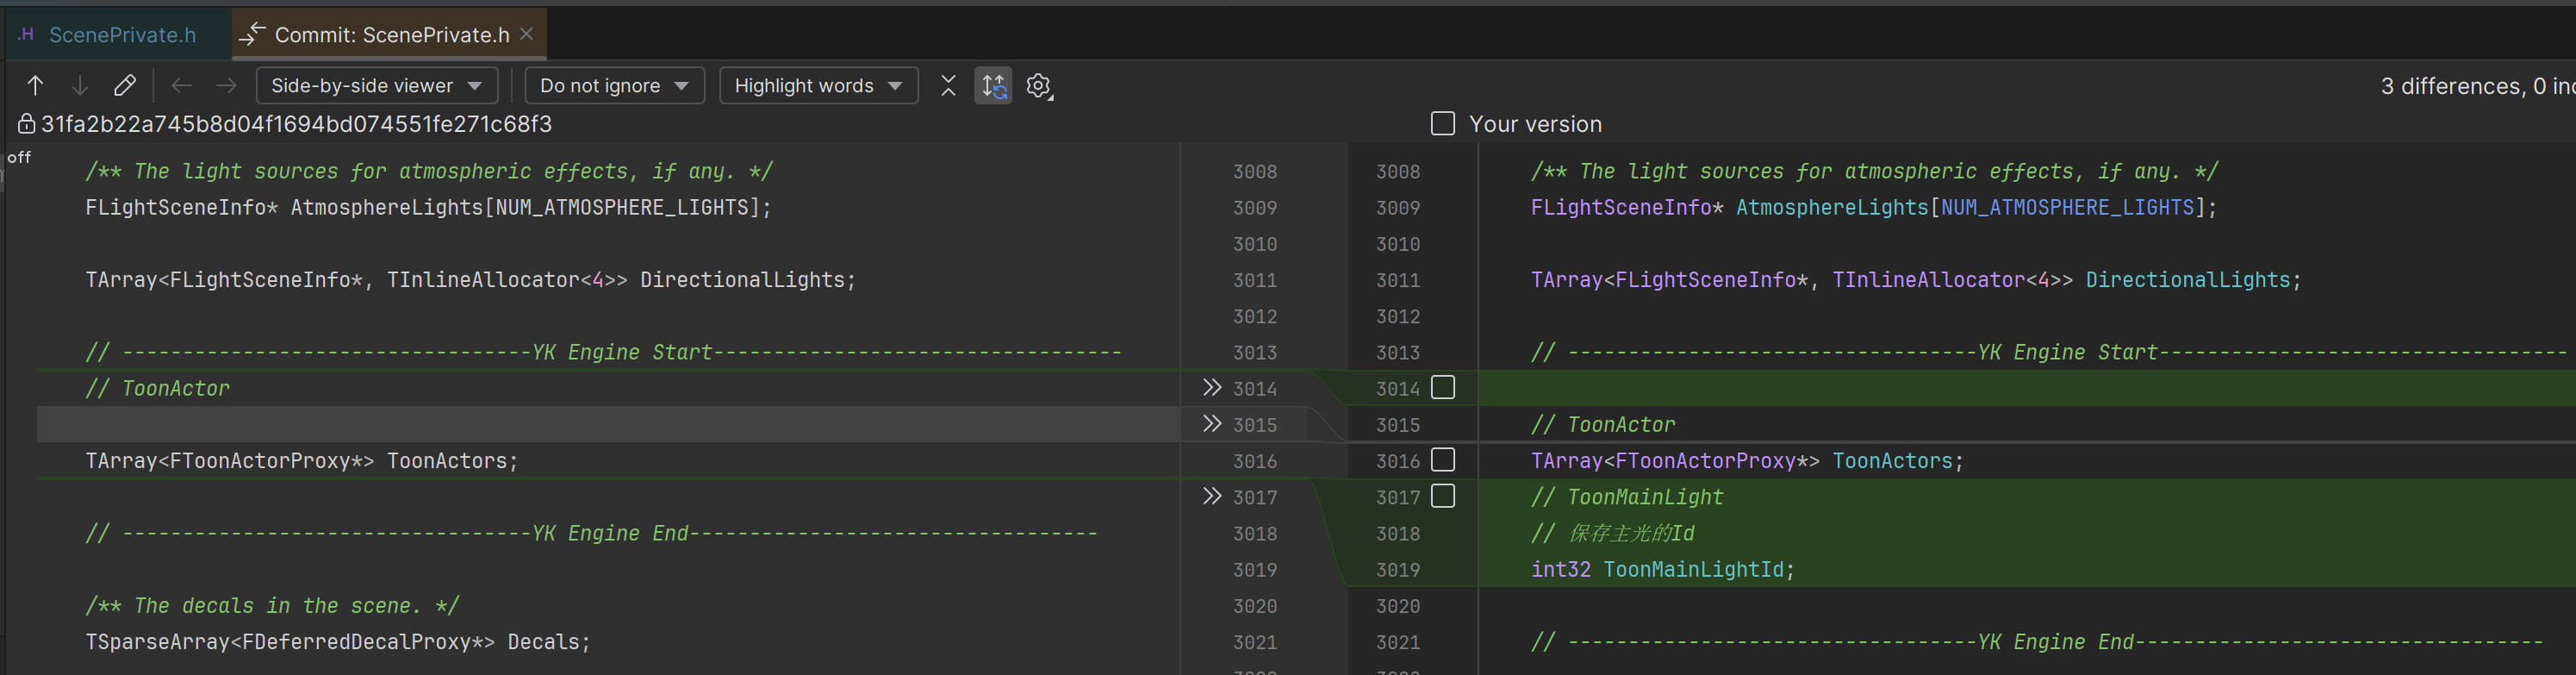 .H ScenePrivate.h Commit: ScenePrivate.h
Side-by-side viewer Do not ignore Highlight words 3 differences, 0 inc
31fa2b22a745b8d04f1694bd074551fe271c68f3 Your version
off
/** The light sources for atmospheric effects, if any. */ 3008 3008 /** The light sources for atmospheric effects, if any. */
FLightSceneInfo* AtmosphereLights[NUM_ATMOSPHERE_LIGHTS]; 3009 3009 FLightSceneInfo* AtmosphereLights[NUM_ATMOSPHERE_LIGHTS];
3010 3010
TArray<FLightSceneInfo*, TInlineAllocator<4>> DirectionalLights; 3011 3011 TArray<FLightSceneInfo*, TInlineAllocator<4>> DirectionalLights;
3012 3012
// ----------------------------------YK Engine Start---------------------------------- 3013 3013 // ----------------------------------YK Engine Start----------------------------------
// ToonActor 3014 3014
3015 3015 // ToonActor
TArray<FToonActorProxy*> ToonActors; 3016 3016 TArray<FToonActorProxy*> ToonActors;
3017 3017 // ToonMainLight
// ----------------------------------YK Engine End---------------------------------- 3018 3018 // 保存主光的Id
3019 3019 int32 ToonMainLightId;
/** The decals in the scene. */ 3020 3020
TSparseArray<FDeferredDecalProxy*> Decals; 3021 3021 // ----------------------------------YK Engine End----------------------------------